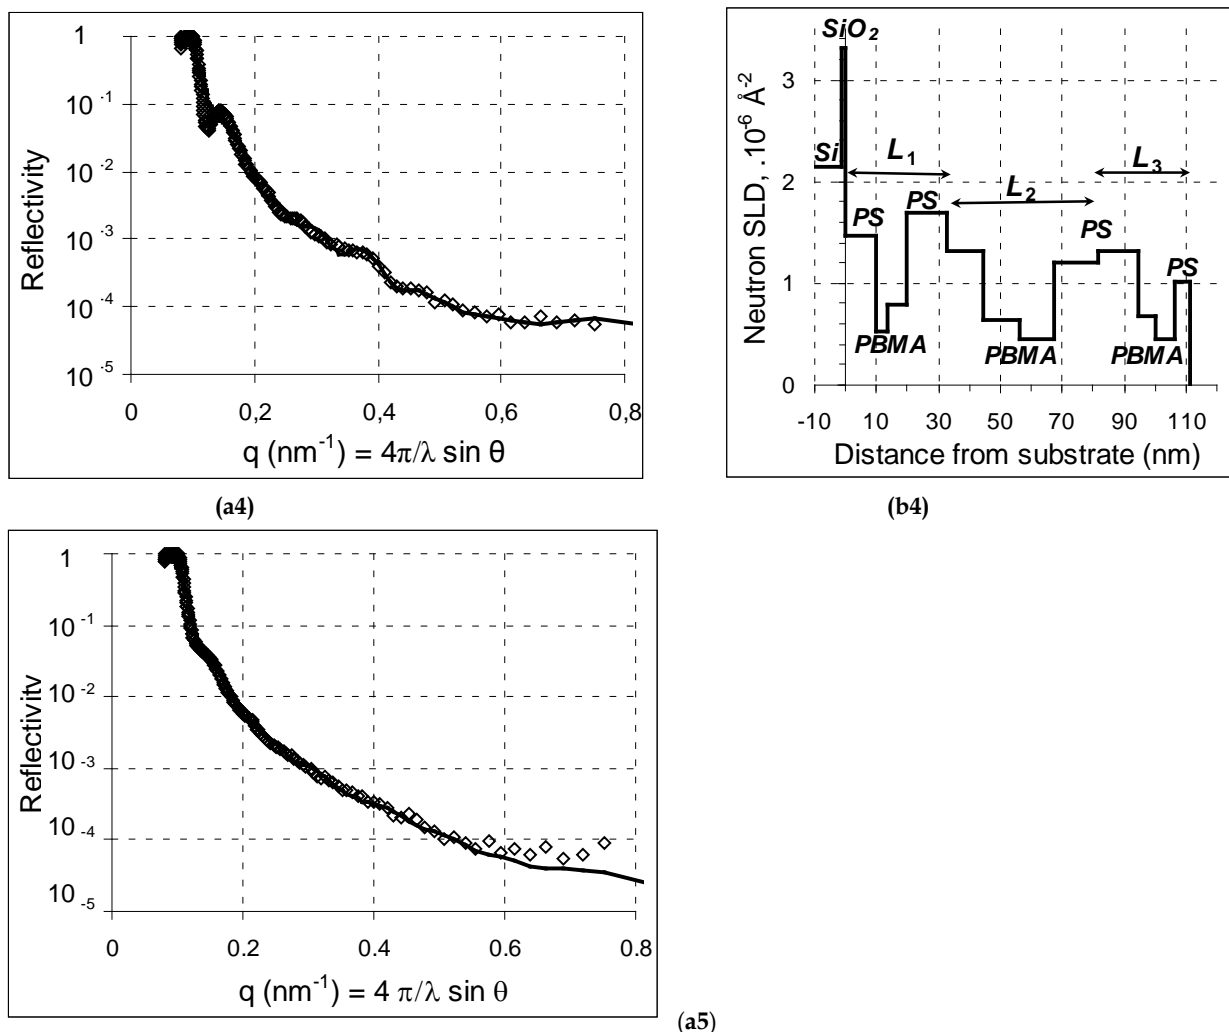 1
10⁻¹
10⁻²
10⁻³
10⁻⁴
10⁻⁵
Reflectivity
0 0,2 0,4 0,6 0,8
q (nm⁻¹) = 4π/λ sin θ
(a4)
SiO₂
3
2
1
0
Neutron SLD, .10⁻⁶ Å⁻²
Si
L₁
L₃
PS
PS
L₂
PS
PS
PBMA
PBMA
PBMA
-10 10 30 50 70 90 110
Distance from substrate (nm)
(b4)
1
10⁻¹
10⁻²
10⁻³
10⁻⁴
10⁻⁵
Reflectivity
0 0.2 0.4 0.6 0.8
q (nm⁻¹) = 4 π/λ sin θ
(a5)